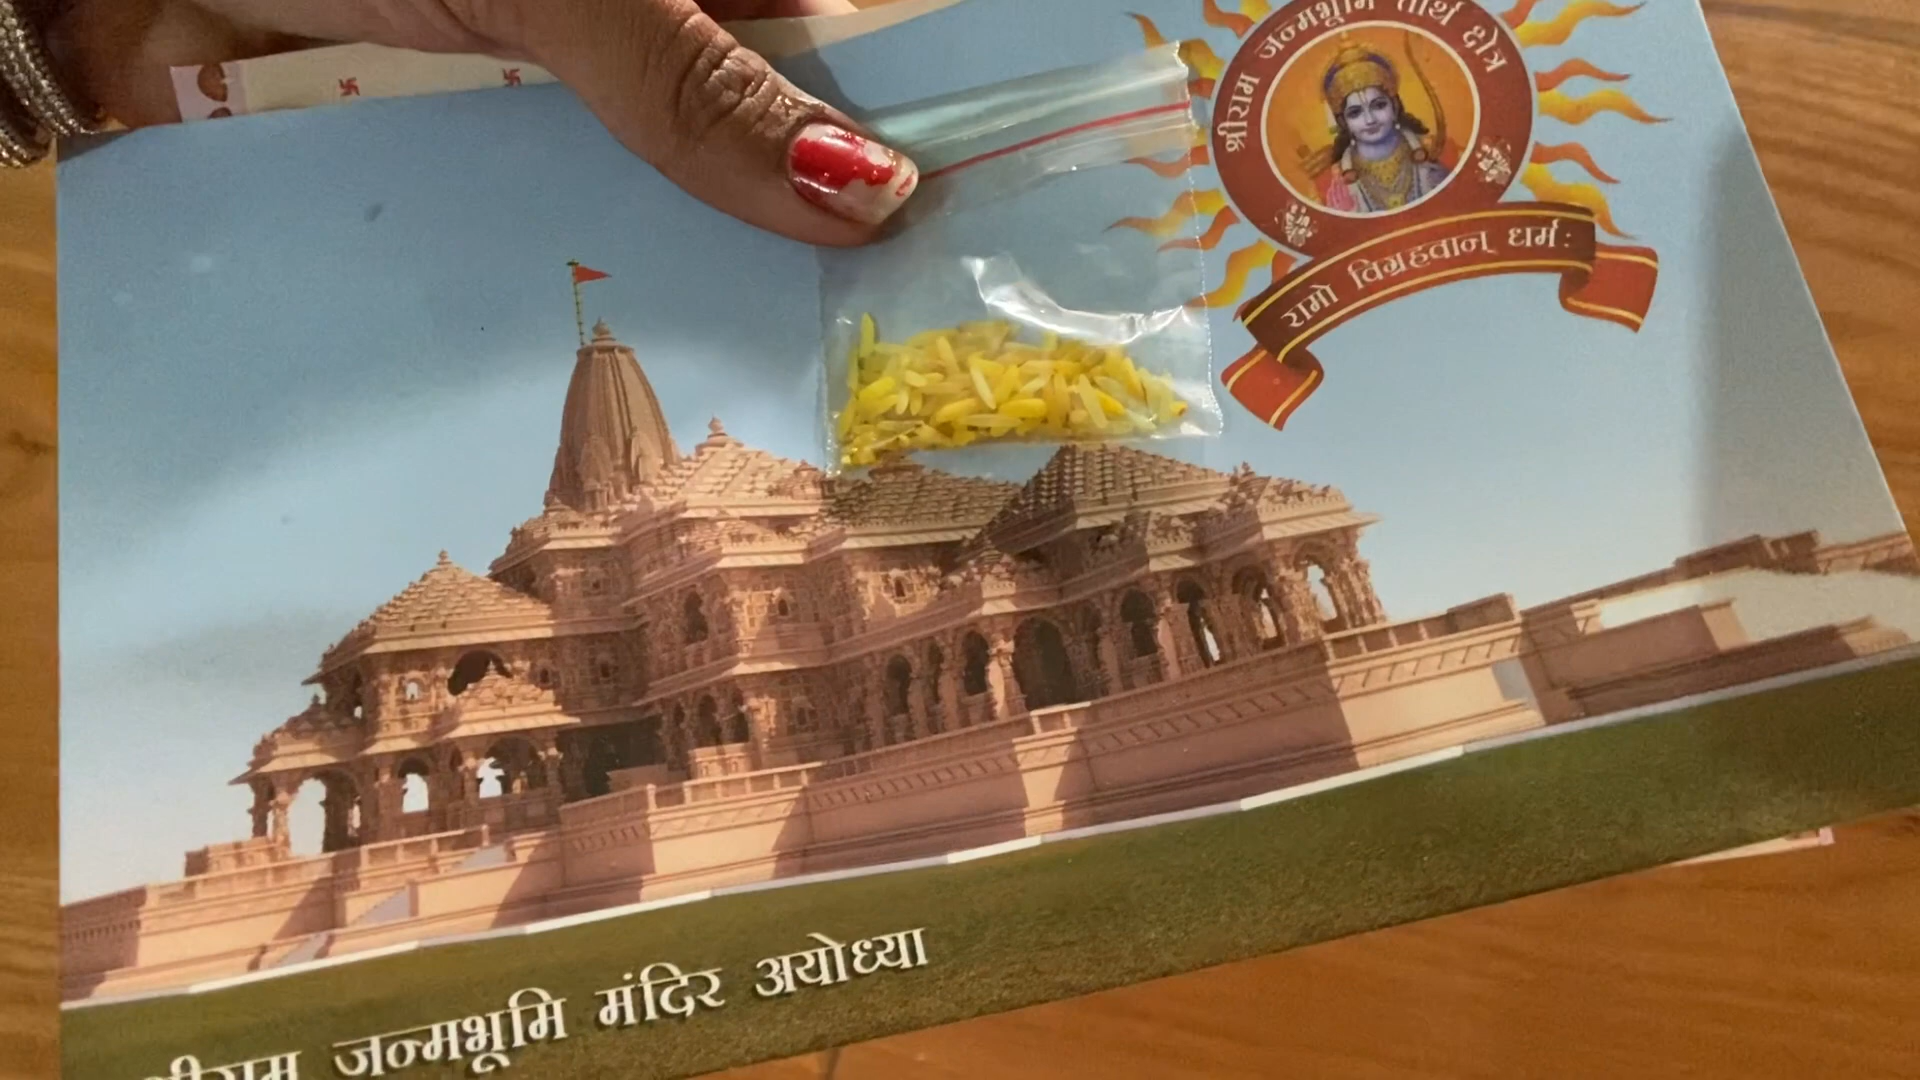 श्रीराम जन्मभूमि तीर्थ क्षेत्र
रामो विग्रहवान् धर्मः
श्रीराम जन्मभूमि मंदिर अयोध्या